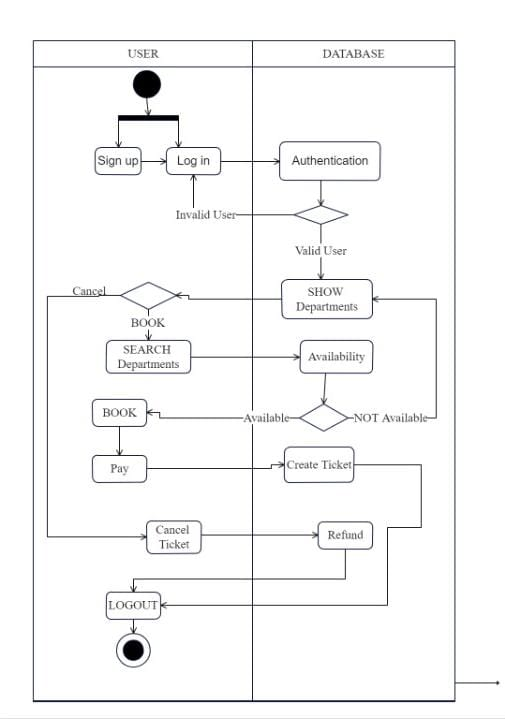 USER
DATABASE
Sign up
Log in
Authentication
Invalid User
Valid User
Cancel
SHOW
Departments
BOOK
SEARCH
Departments
Availability
BOOK
Available
NOT Available
Pay
Create Ticket
Cancel
Ticket
Refund
LOGOUT